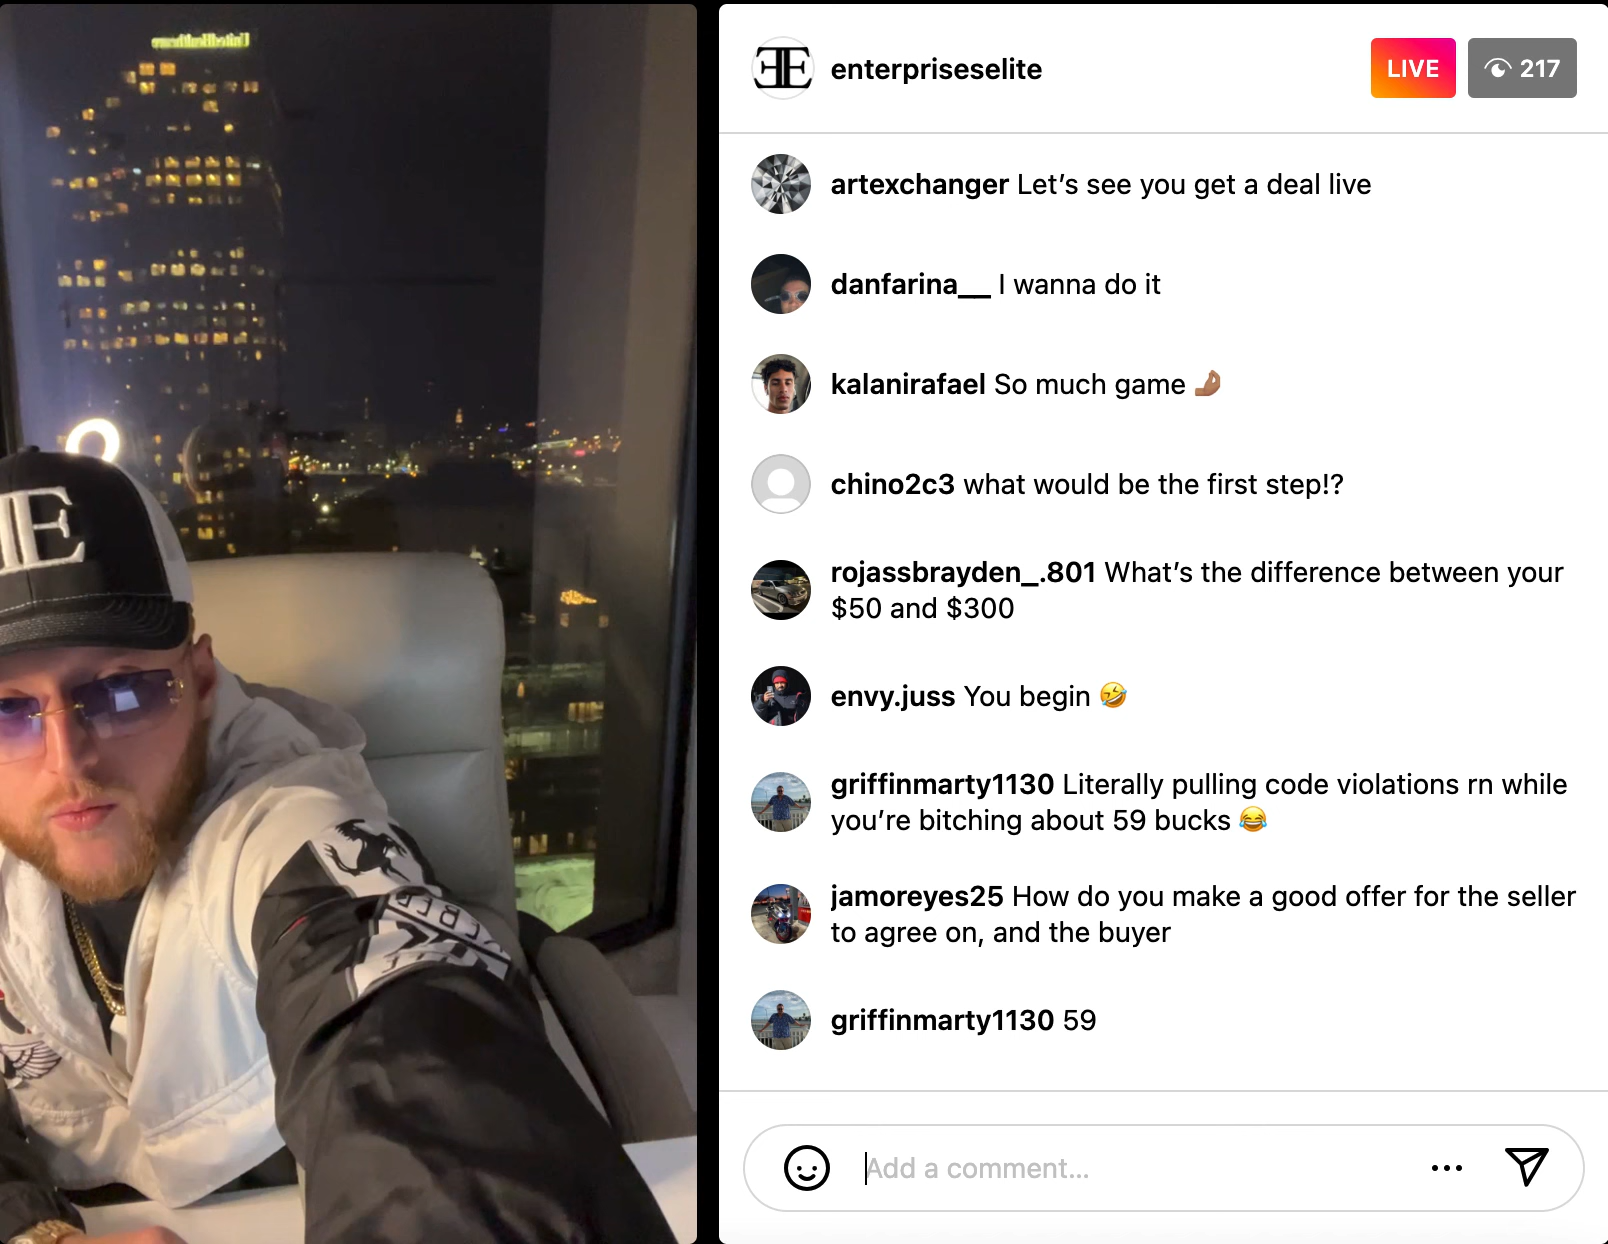 UnitedHealthcare
E
enterpriseselite
LIVE
217
artexchanger Let's see you get a deal live
danfarina__ I wanna do it
kalanirafael So much game
chino2c3 what would be the first step!?
rojassbrayden_.801 What's the difference between your
$50 and $300
envy.juss You begin
griffinmarty1130 Literally pulling code violations rn while
you're bitching about 59 bucks
jamoreyes25 How do you make a good offer for the seller
to agree on, and the buyer
griffinmarty1130 59
Add a comment...